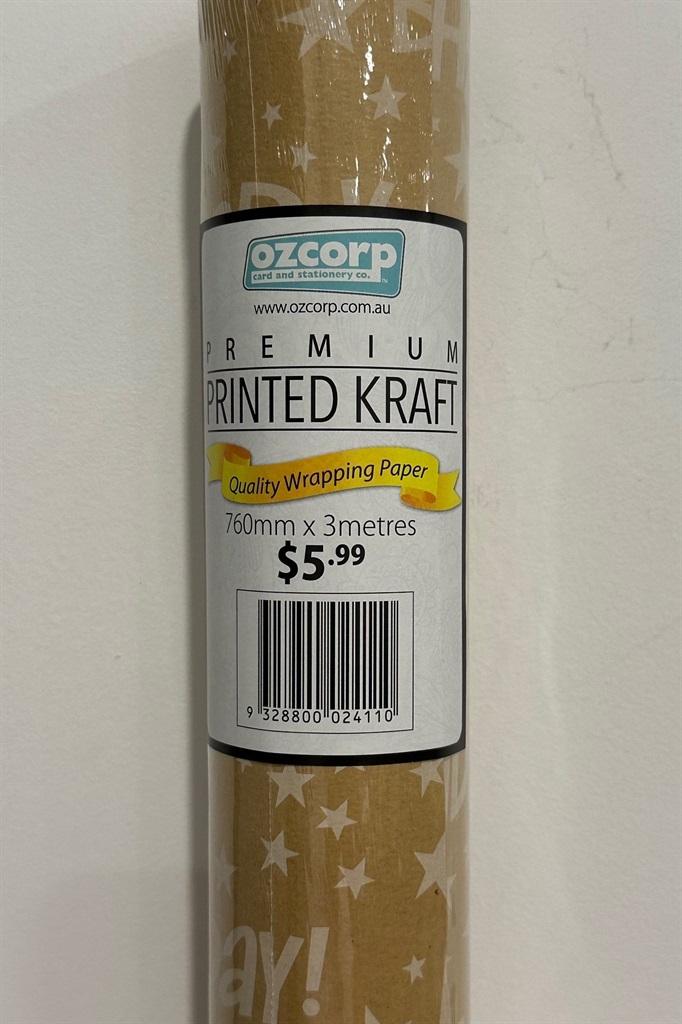 ozcorp
card and stationery co.
TM
www.ozcorp.com.au
PREMIUM
PRINTED KRAFT
Quality Wrapping Paper
760mm x 3metres
$5.99
9 328800 024110
ay!